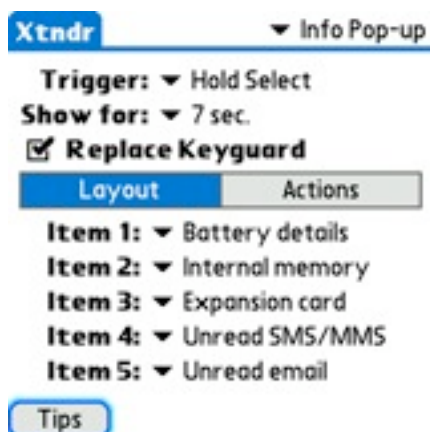 Xtndr Info Pop-up
Trigger: Hold Select
Show for: 7 sec.
Replace Keyguard
Layout Actions
Item 1: Battery details
Item 2: Internal memory
Item 3: Expansion card
Item 4: Unread SMS/MMS
Item 5: Unread email
Tips